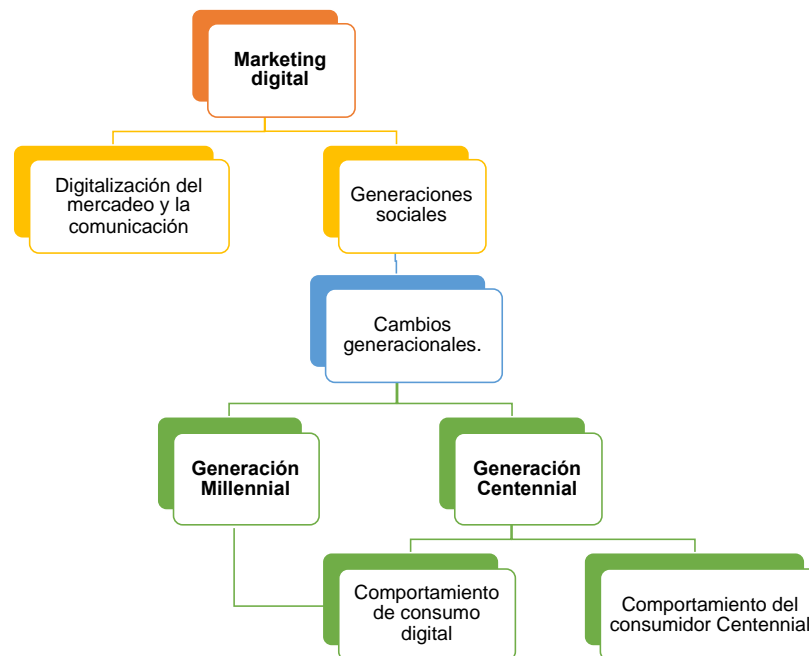 Marketing
digital
Digitalización del
mercadeo y la
comunicación
Generaciones
sociales
Cambios
generacionales.
Generación
Millennial
Generación
Centennial
Comportamiento
de consumo
digital
Comportamiento del
consumidor Centennial